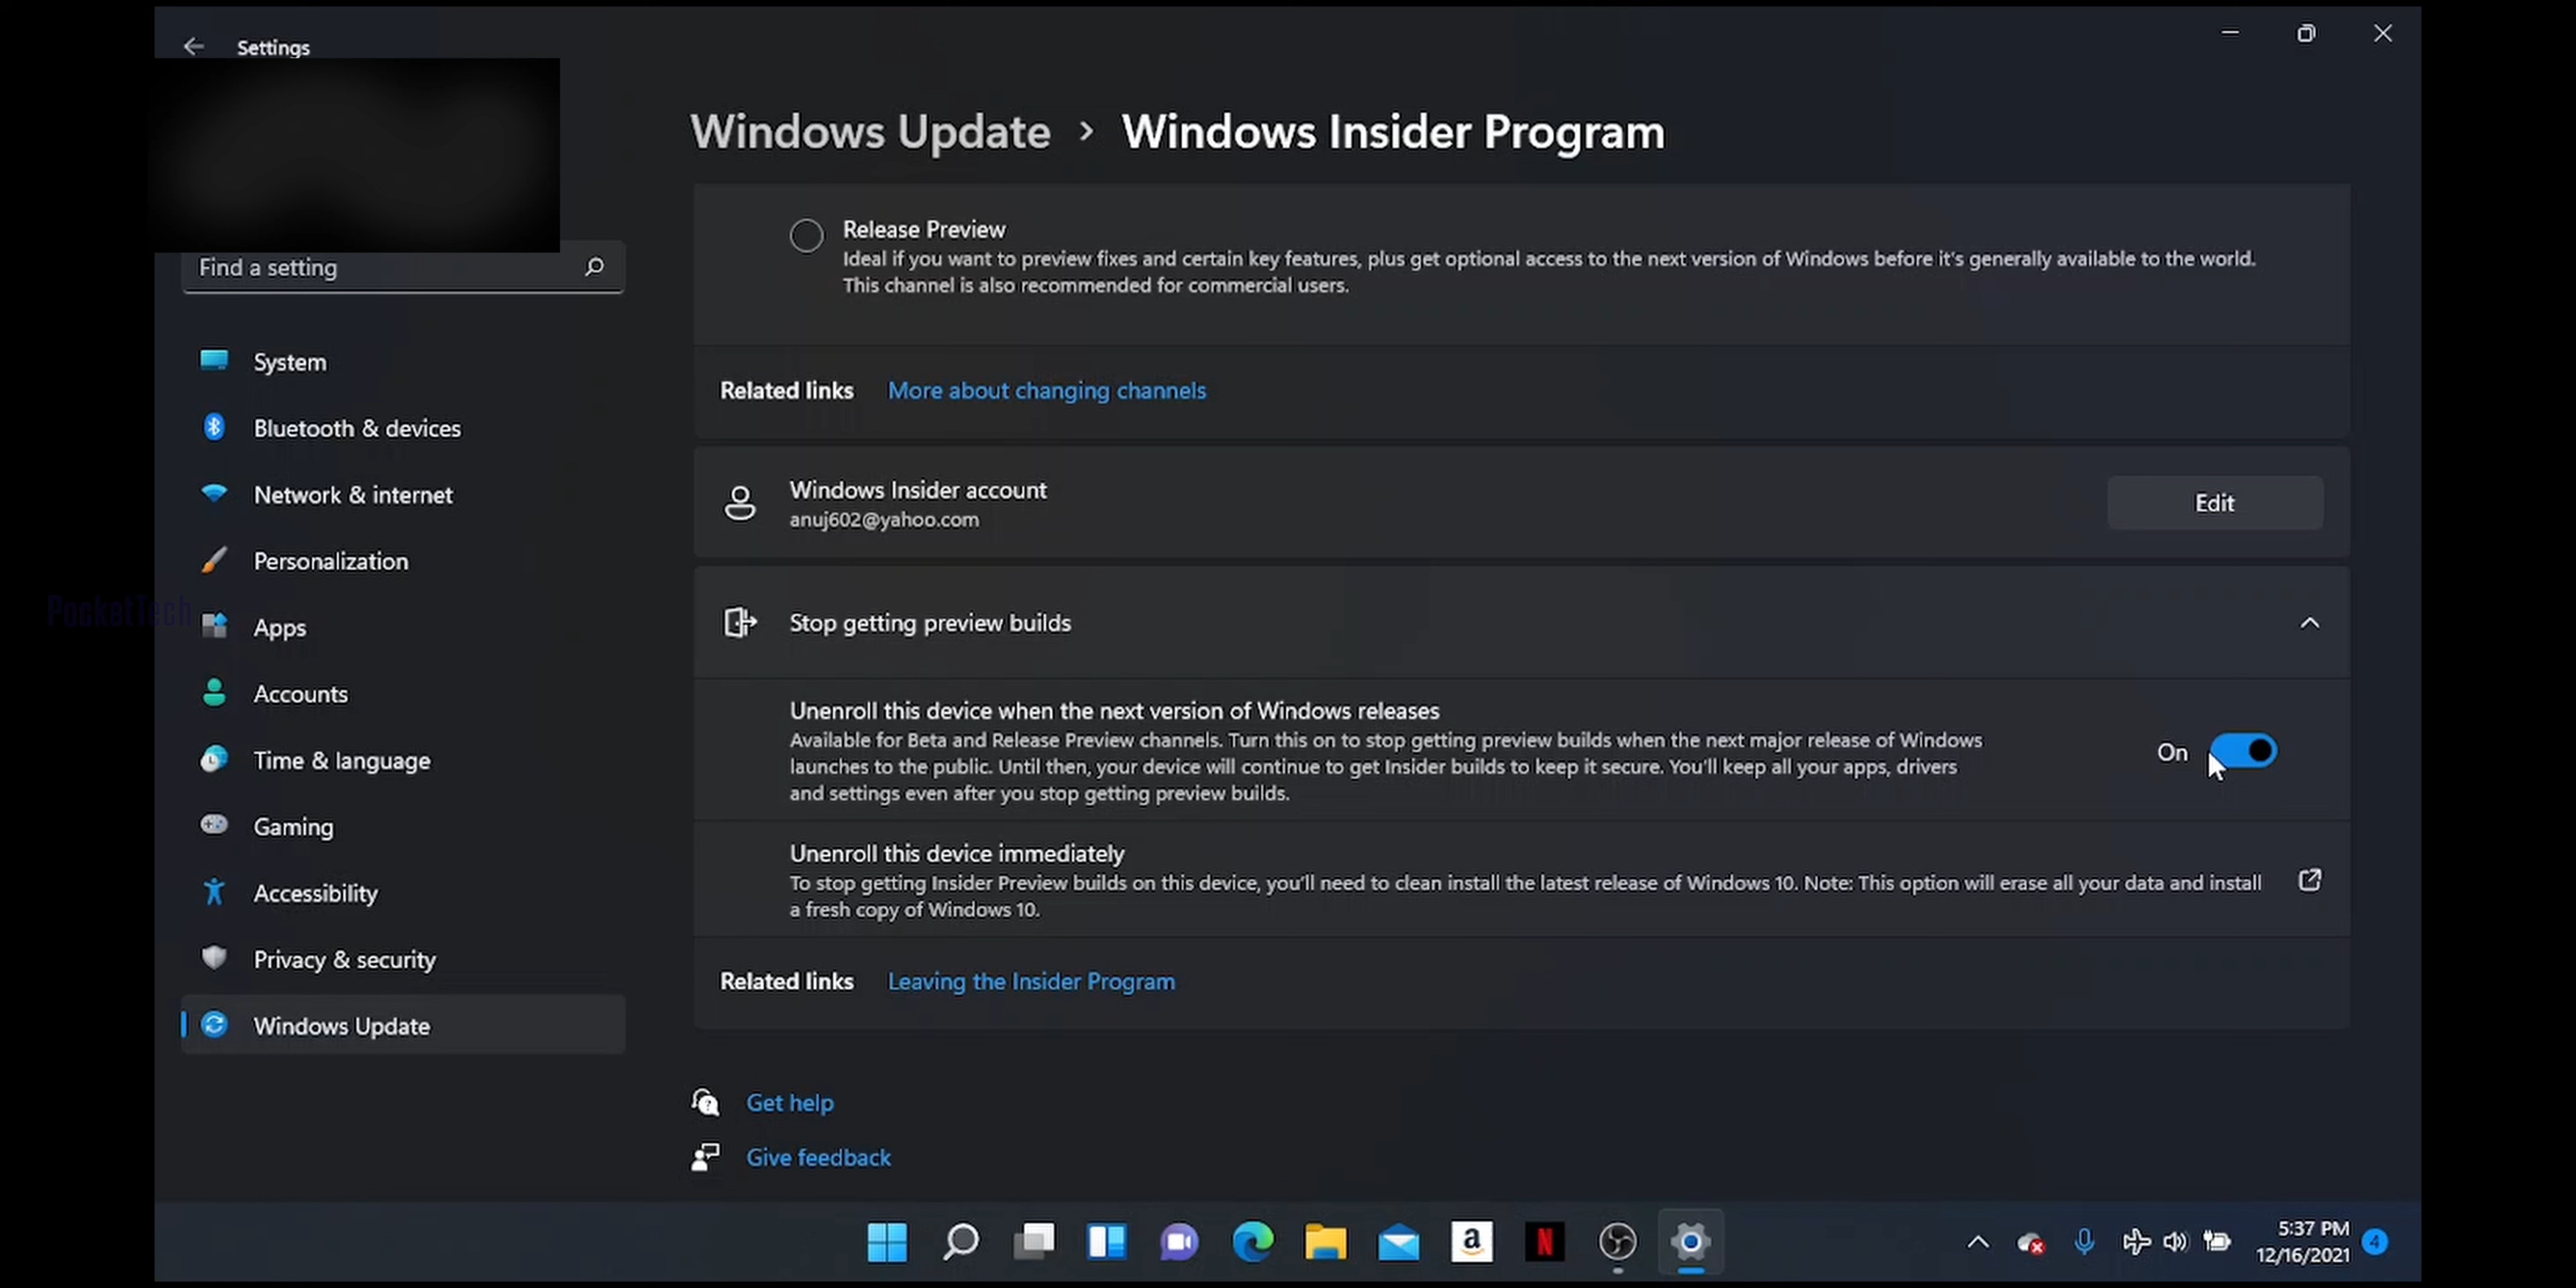 Settings
Windows Update > Windows Insider Program
Find a setting
System
Bluetooth & devices
Network & internet
Personalization
Apps
Accounts
Time & language
Gaming
Accessibility
Privacy & security
Windows Update
PocketTech
Release Preview
Ideal if you want to preview fixes and certain key features, plus get optional access to the next version of Windows before it's generally available to the world.
This channel is also recommended for commercial users.
Related links More about changing channels
Windows Insider account
anuj602@yahoo.com
Edit
Stop getting preview builds
Unenroll this device when the next version of Windows releases
Available for Beta and Release Preview channels. Turn this on to stop getting preview builds when the next major release of Windows
launches to the public. Until then, your device will continue to get Insider builds to keep it secure. You'll keep all your apps, drivers
and settings even after you stop getting preview builds.
On
Unenroll this device immediately
To stop getting Insider Preview builds on this device, you'll need to clean install the latest release of Windows 10. Note: This option will erase all your data and install
a fresh copy of Windows 10.
Related links Leaving the Insider Program
Get help
Give feedback
a
N
5:37 PM
12/16/2021
4